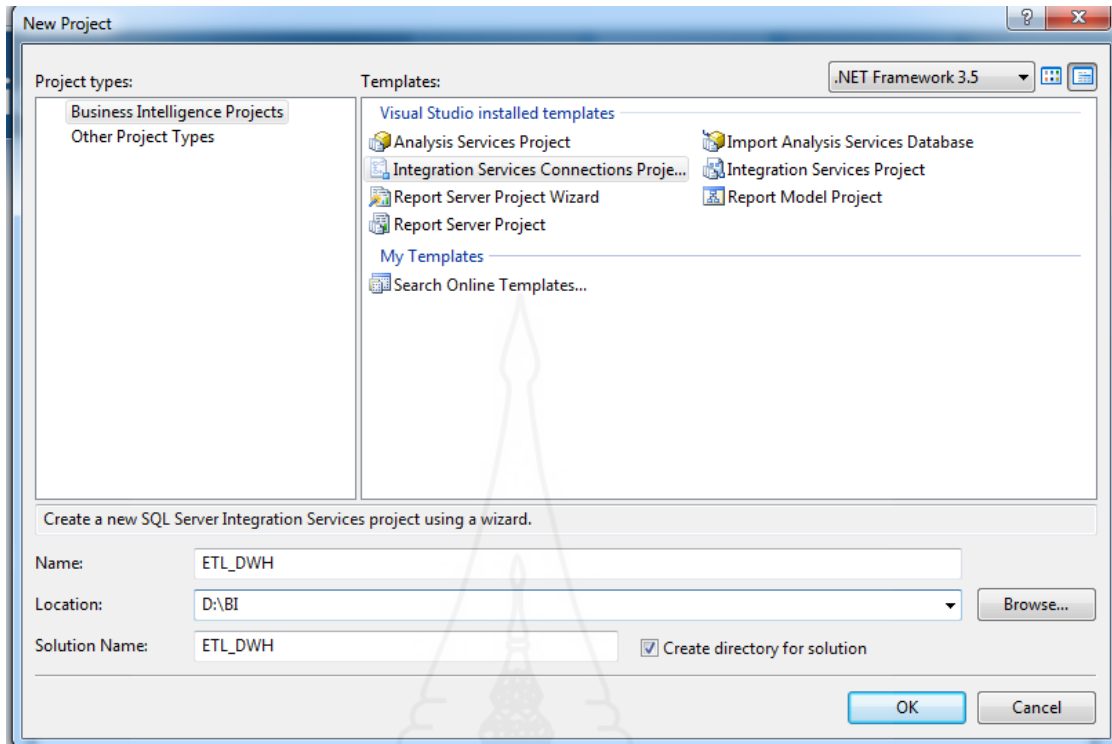 New Project
Project types:
Templates:
.NET Framework 3.5
Business Intelligence Projects
Other Project Types
Visual Studio installed templates
Analysis Services Project
Import Analysis Services Database
Integration Services Connections Proje...
Integration Services Project
Report Server Project Wizard
Report Model Project
Report Server Project
My Templates
Search Online Templates...
Create a new SQL Server Integration Services project using a wizard.
Name: ETL_DWH
Location: D:\BI Browse...
Solution Name: ETL_DWH Create directory for solution
OK Cancel